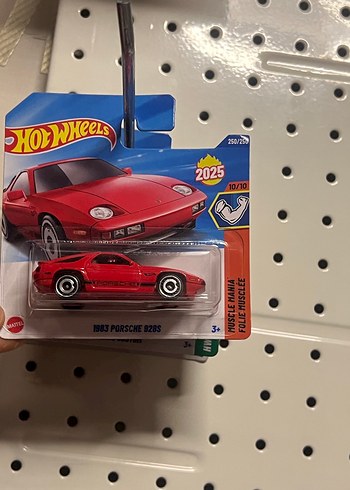 HOT WHEELS
250/250
2025
10/10
MUSCLE MANIA
FOLIE MUSCLÉE
MATTEL
1983 PORSCHE 928S
3+